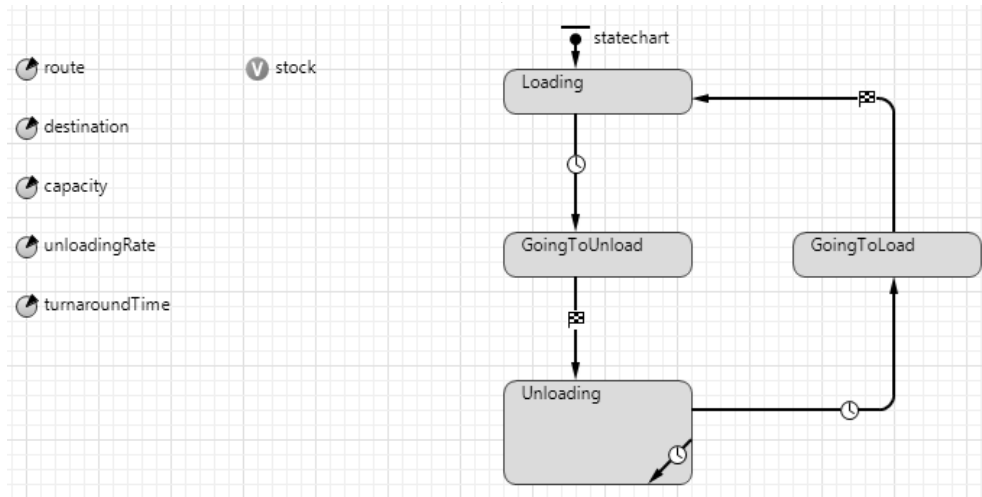 statechart
route
V stock
Loading
destination
capacity
unloadingRate
GoingToUnload
GoingToLoad
turnaroundTime
Unloading